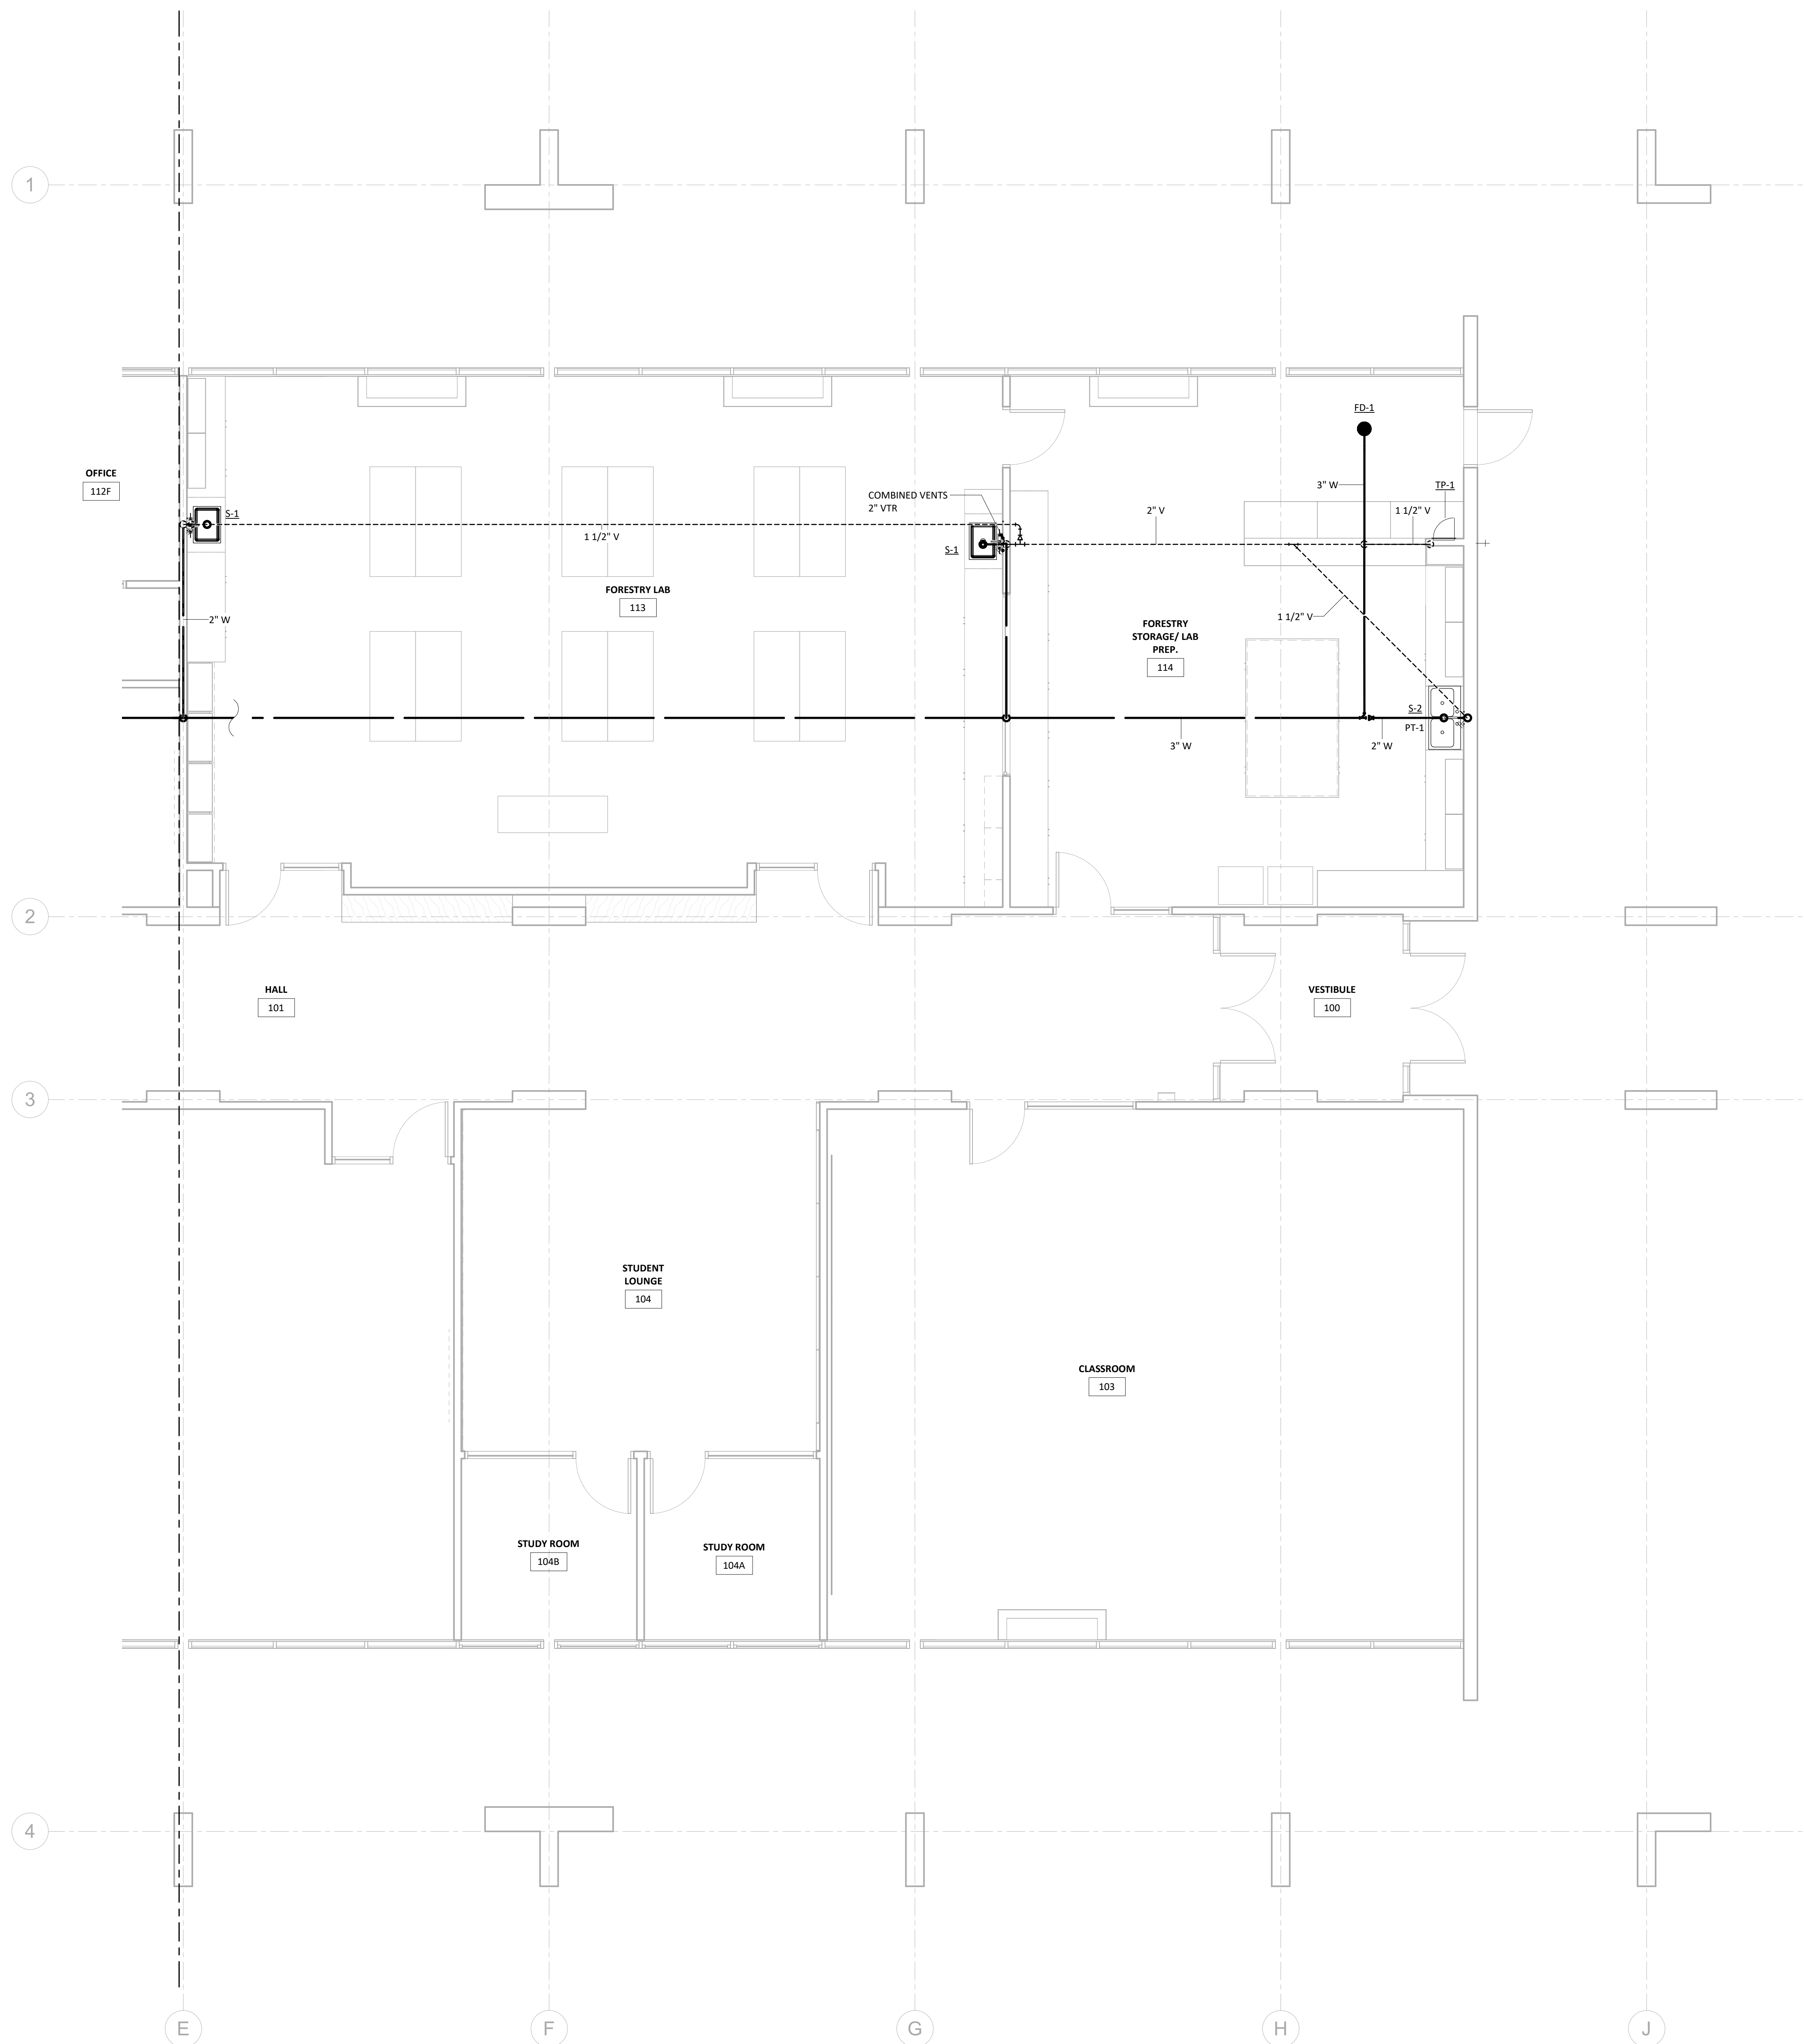 1
FD-1
OFFICE
112F
3" W
TP-1
COMBINED VENTS
2" VTR
S-1
2" V
1 1/2" V
1 1/2" V
S-1
FORESTRY LAB
113
2" W
1 1/2" V
FORESTRY
STORAGE/ LAB
PREP.
114
S-2
PT-1
3" W
2" W
2
HALL
101
VESTIBULE
100
3
STUDENT
LOUNGE
104
CLASSROOM
103
STUDY ROOM
104B
STUDY ROOM
104A
4
E
F
G
H
J